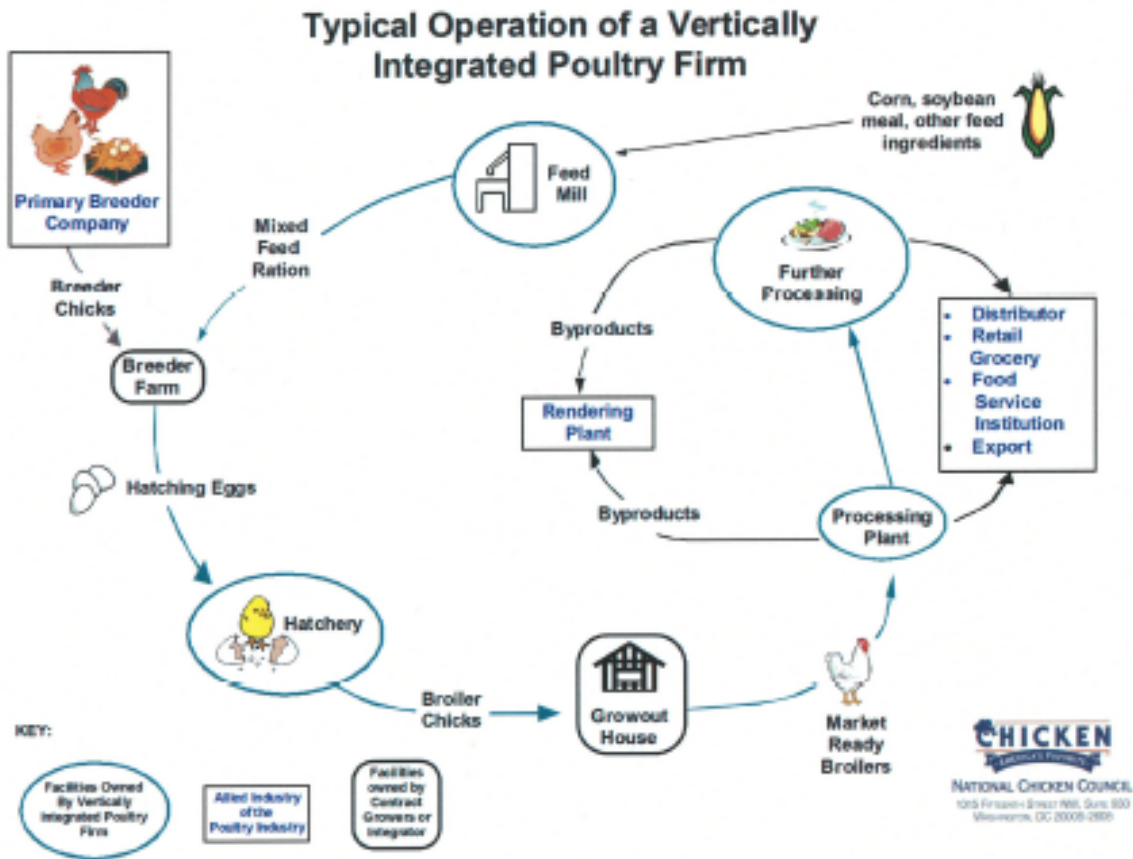 Typical Operation of a Vertically
Integrated Poultry Firm
Primary Breeder
Company
Breeder
Chicks
Mixed
Feed
Ration
Feed
Mill
Corn, soybean
meal, other feed
ingredients
Further
Processing
Byproducts
Rendering
Plant
Byproducts
• Distributor
• Retail
Grocery
• Food
Service
Institution
• Export
Processing
Plant
Breeder
Farm
Hatching Eggs
Hatchery
Broiler
Chicks
Growout
House
Market
Ready
Broilers
KEY:
Facilities Owned
By Vertically
Integrated Poultry
Firm
Allied Industry
of the
Poultry Industry
Facilities
owned by
Contract
Growers or
Integrator
CHICKEN
NATIONAL CHICKEN COUNCIL
WASHINGTON, DC